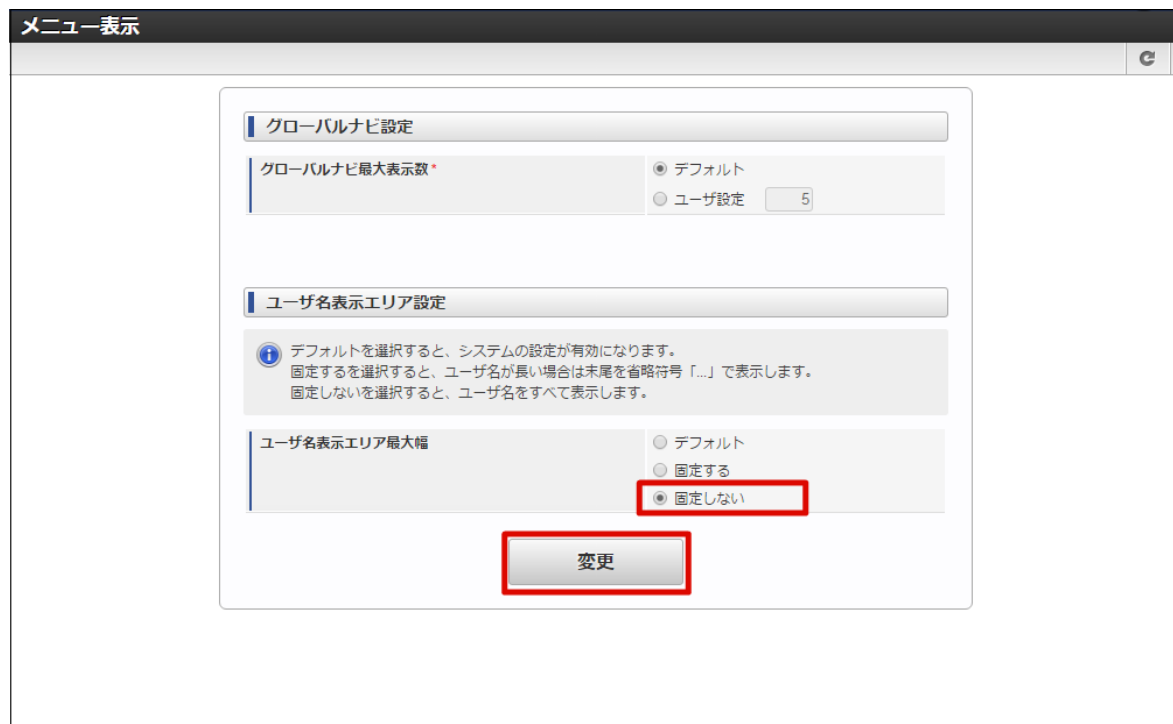 メニュー表示
グローバルナビ設定
グローバルナビ最大表示数*
デフォルト
ユーザ設定 5
ユーザ名表示エリア設定
デフォルトを選択すると、システムの設定が有効になります。
固定するを選択すると、ユーザ名が長い場合は末尾を省略符号「...」で表示します。
固定しないを選択すると、ユーザ名をすべて表示します。
ユーザ名表示エリア最大幅
デフォルト
固定する
固定しない
変更